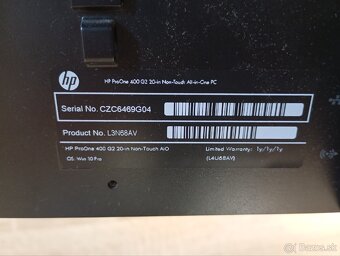 hp
HP ProOne 400 G2 20-in Non-Touch All-in-One PC
Serial No. CZC6469G04
Product No. L3N68AV
HP ProOne 400 G2 20-in Non-Touch AiO
Limited Warranty: 1y/1y/1y
OS: Win 10 Pro
(L4U68AV)
bazos.sk